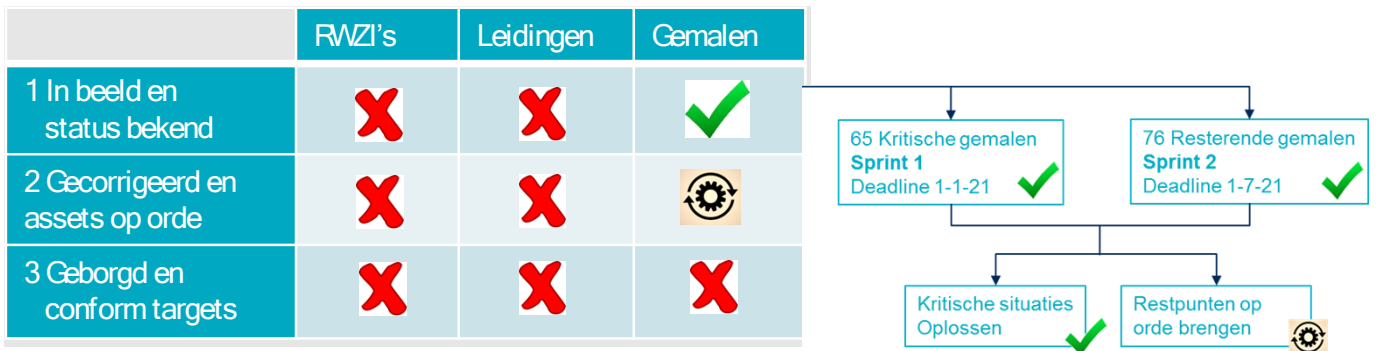 RWZI's Leidingen Gemalen
1 In beeld en
status bekend
2 Gecorrigeerd en
assets op orde
3 Geborgd en
conform targets
65 Kritische gemalen
Sprint 1
Deadline 1-1-21
76 Resterende gemalen
Sprint 2
Deadline 1-7-21
Kritische situaties
Oplossen
Restpunten op
orde brengen